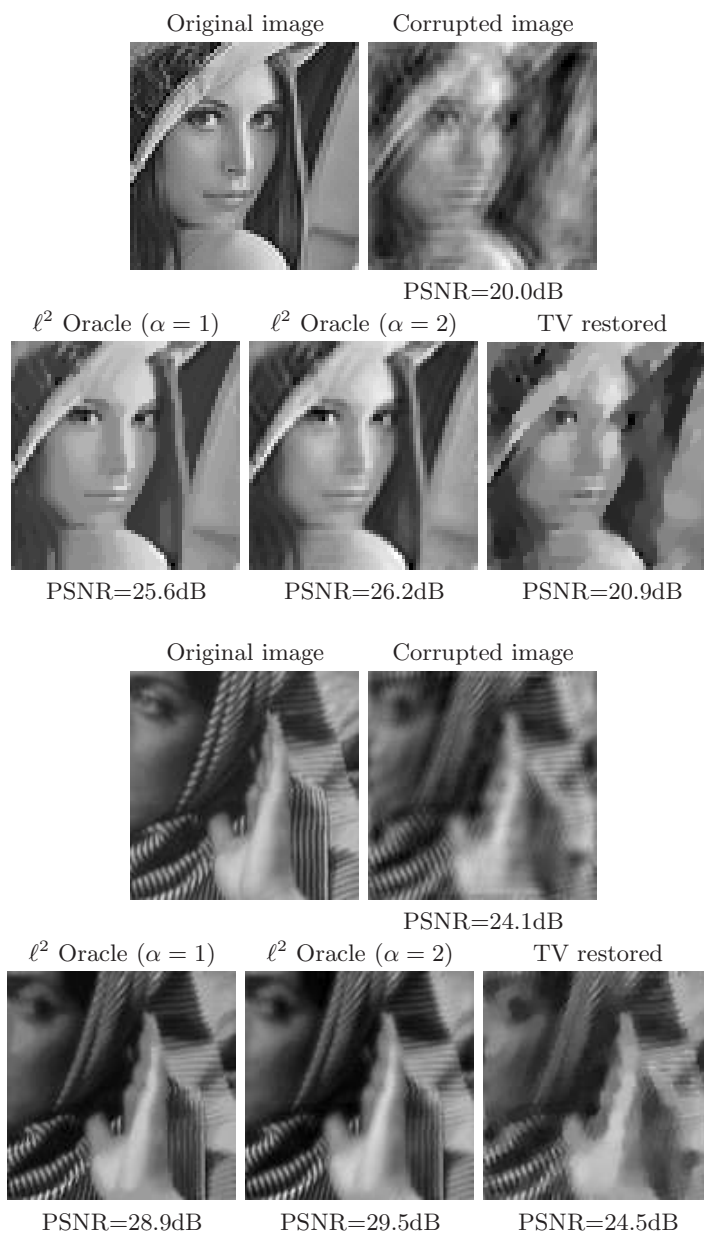 Original image Corrupted image
PSNR=20.0dB
ℓ² Oracle (α = 1) ℓ² Oracle (α = 2) TV restored
PSNR=25.6dB PSNR=26.2dB PSNR=20.9dB
Original image Corrupted image
PSNR=24.1dB
ℓ² Oracle (α = 1) ℓ² Oracle (α = 2) TV restored
PSNR=28.9dB PSNR=29.5dB PSNR=24.5dB